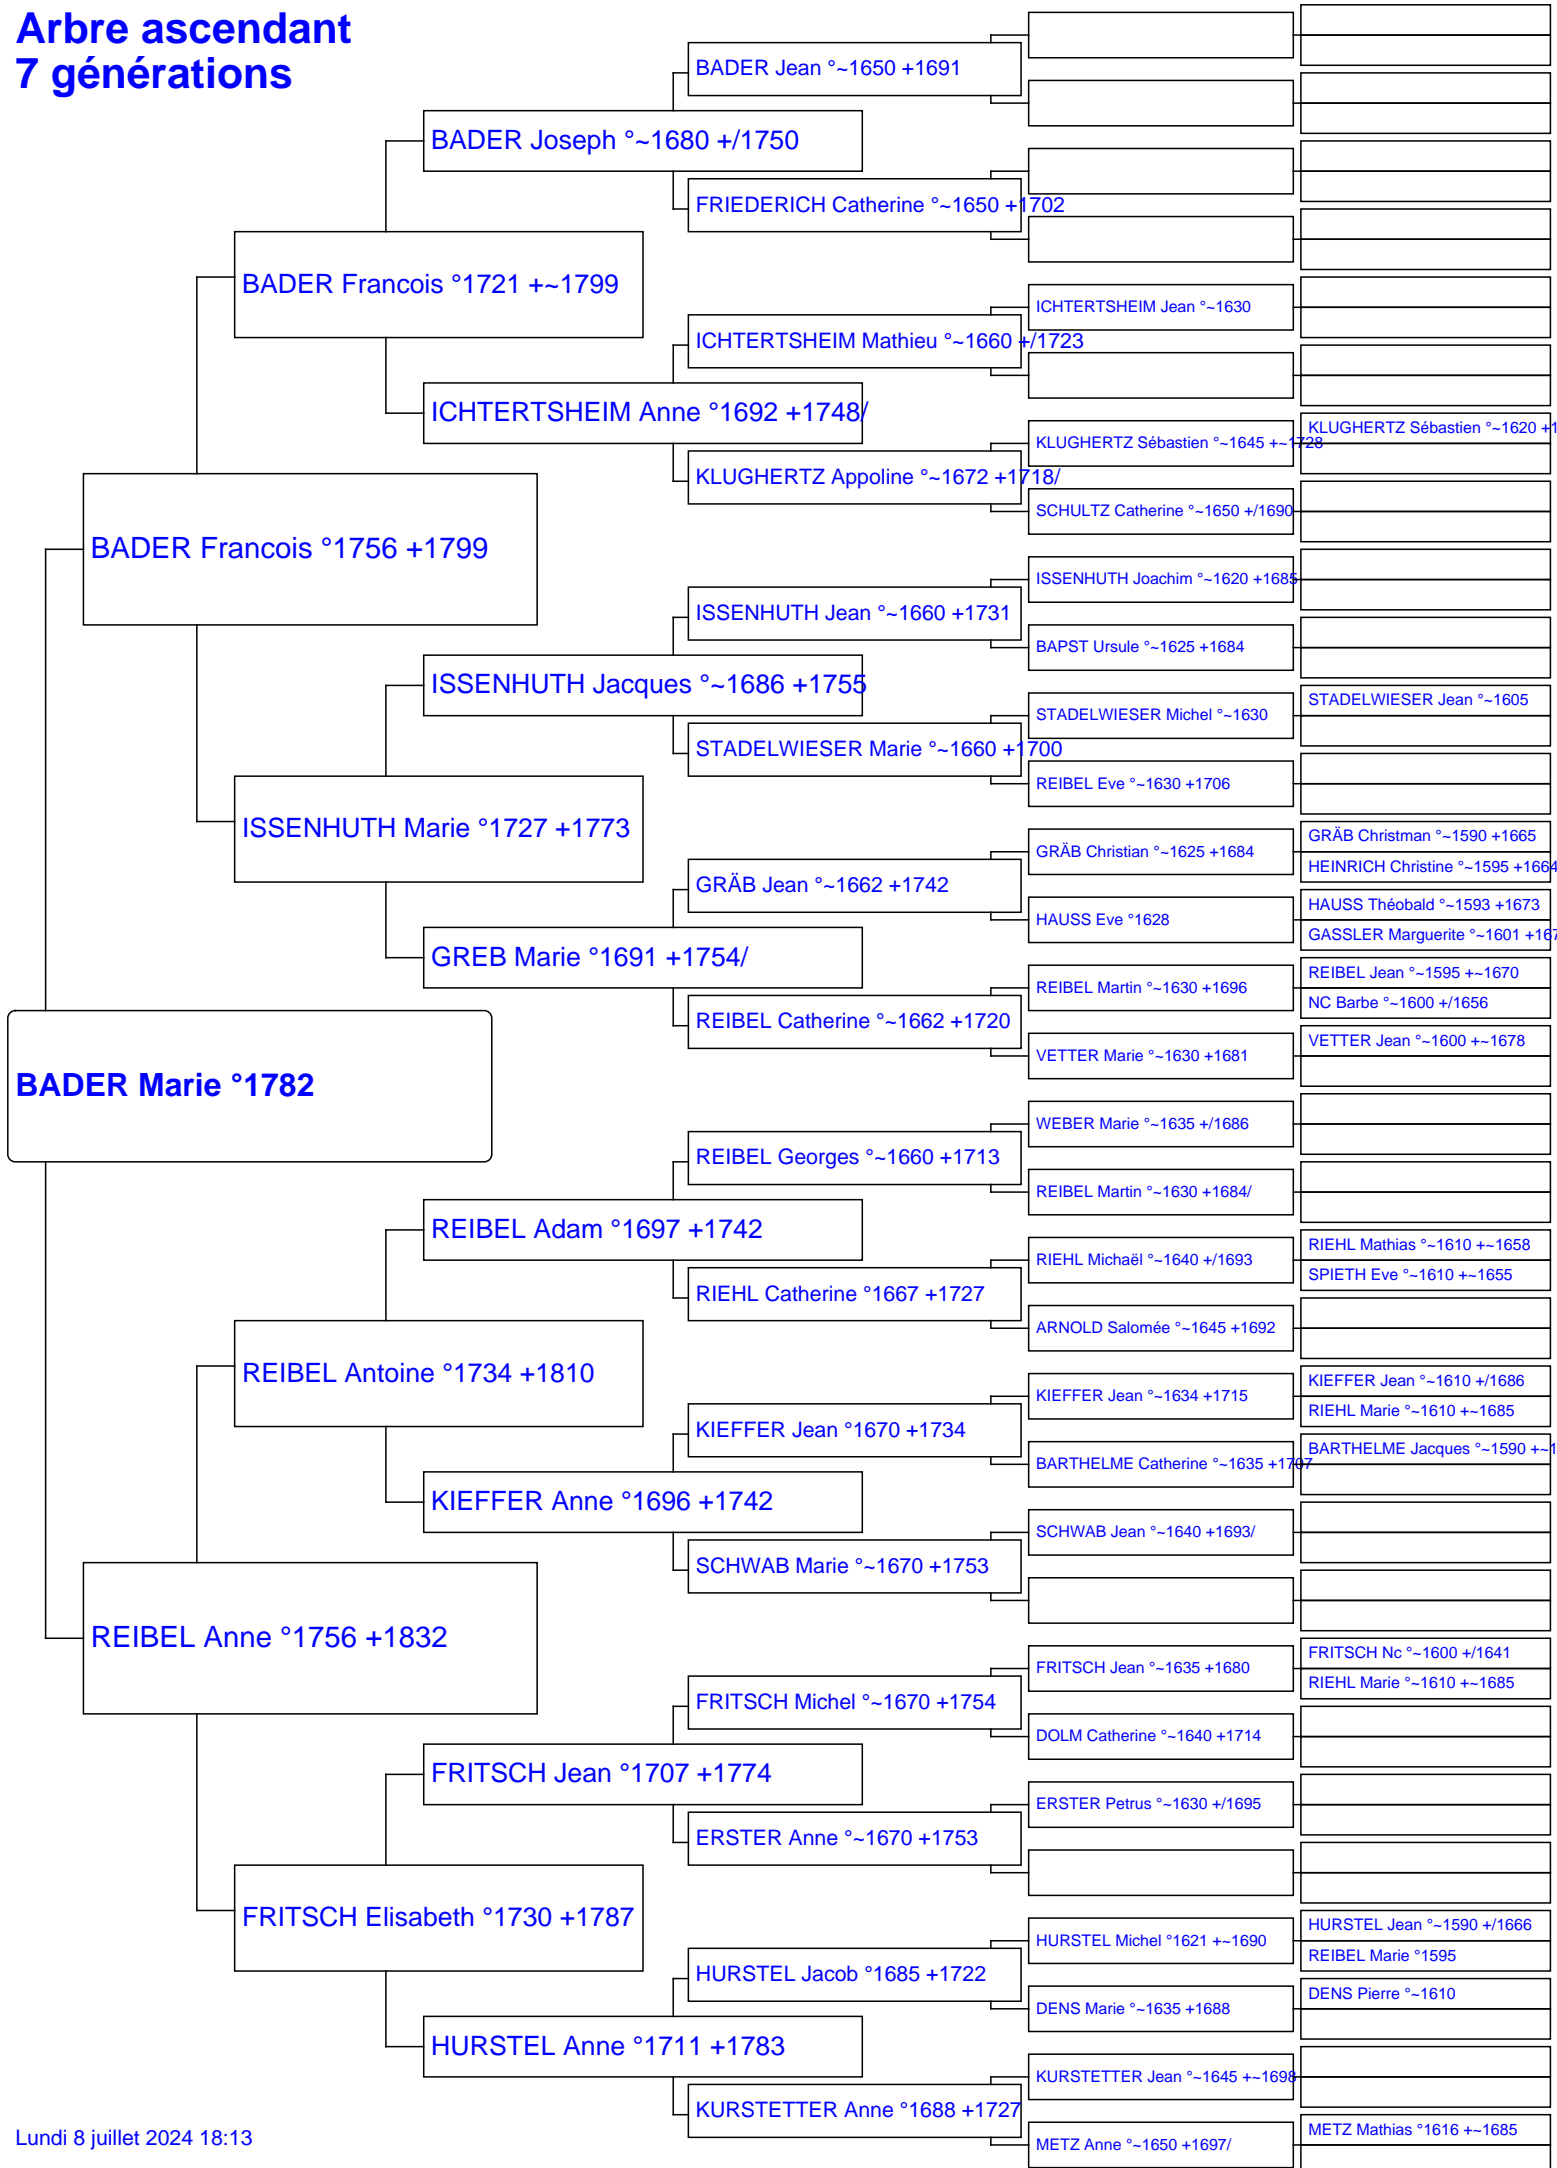 Arbre ascendant
7 générations
BADER Jean °~1650 +1691
BADER Joseph °~1680 +/1750
FRIEDERICH Catherine °~1650 +1702
BADER Francois °1721 +~1799
ICHTERTSHEIM Jean °~1630
ICHTERTSHEIM Mathieu °~1660 +/1723
ICHTERTSHEIM Anne °1692 +1748/
KLUGHERTZ Sébastien °~1620 +1
KLUGHERTZ Sébastien °~1645 +~1728
KLUGHERTZ Appoline °~1672 +1718/
SCHULTZ Catherine °~1650 +/1690
BADER Francois °1756 +1799
ISSENHUTH Joachim °~1620 +1685
ISSENHUTH Jean °~1660 +1731
BAPST Ursule °~1625 +1684
ISSENHUTH Jacques °~1686 +1755
STADELWIESER Jean °~1605
STADELWIESER Michel °~1630
STADELWIESER Marie °~1660 +1700
REIBEL Eve °~1630 +1706
ISSENHUTH Marie °1727 +1773
GRÄB Christman °~1590 +1665
GRÄB Christian °~1625 +1684
HEINRICH Christine °~1595 +1664
GRÄB Jean °~1662 +1742
HAUSS Théobald °~1593 +1673
HAUSS Eve °1628
GASSLER Marguerite °~1601 +167
GREB Marie °1691 +1754/
REIBEL Jean °~1595 +~1670
REIBEL Martin °~1630 +1696
NC Barbe °~1600 +/1656
REIBEL Catherine °~1662 +1720
VETTER Jean °~1600 +~1678
VETTER Marie °~1630 +1681
BADER Marie °1782
WEBER Marie °~1635 +/1686
REIBEL Georges °~1660 +1713
REIBEL Martin °~1630 +1684/
REIBEL Adam °1697 +1742
RIEHL Mathias °~1610 +~1658
RIEHL Michaël °~1640 +/1693
SPIETH Eve °~1610 +~1655
RIEHL Catherine °1667 +1727
ARNOLD Salomée °~1645 +1692
REIBEL Antoine °1734 +1810
KIEFFER Jean °~1610 +/1686
KIEFFER Jean °~1634 +1715
RIEHL Marie °~1610 +~1685
KIEFFER Jean °1670 +1734
BARTHELME Jacques °~1590 +~1
BARTHELME Catherine °~1635 +1707
KIEFFER Anne °1696 +1742
SCHWAB Jean °~1640 +1693/
SCHWAB Marie °~1670 +1753
REIBEL Anne °1756 +1832
FRITSCH Nc °~1600 +/1641
FRITSCH Jean °~1635 +1680
RIEHL Marie °~1610 +~1685
FRITSCH Michel °~1670 +1754
DOLM Catherine °~1640 +1714
FRITSCH Jean °1707 +1774
ERSTER Petrus °~1630 +/1695
ERSTER Anne °~1670 +1753
FRITSCH Elisabeth °1730 +1787
HURSTEL Jean °~1590 +/1666
HURSTEL Michel °1621 +~1690
REIBEL Marie °1595
HURSTEL Jacob °1685 +1722
DENS Pierre °~1610
DENS Marie °~1635 +1688
HURSTEL Anne °1711 +1783
KURSTETTER Jean °~1645 +~1698
KURSTETTER Anne °1688 +1727
METZ Mathias °1616 +~1685
METZ Anne °~1650 +1697/
Lundi 8 juillet 2024 18:13